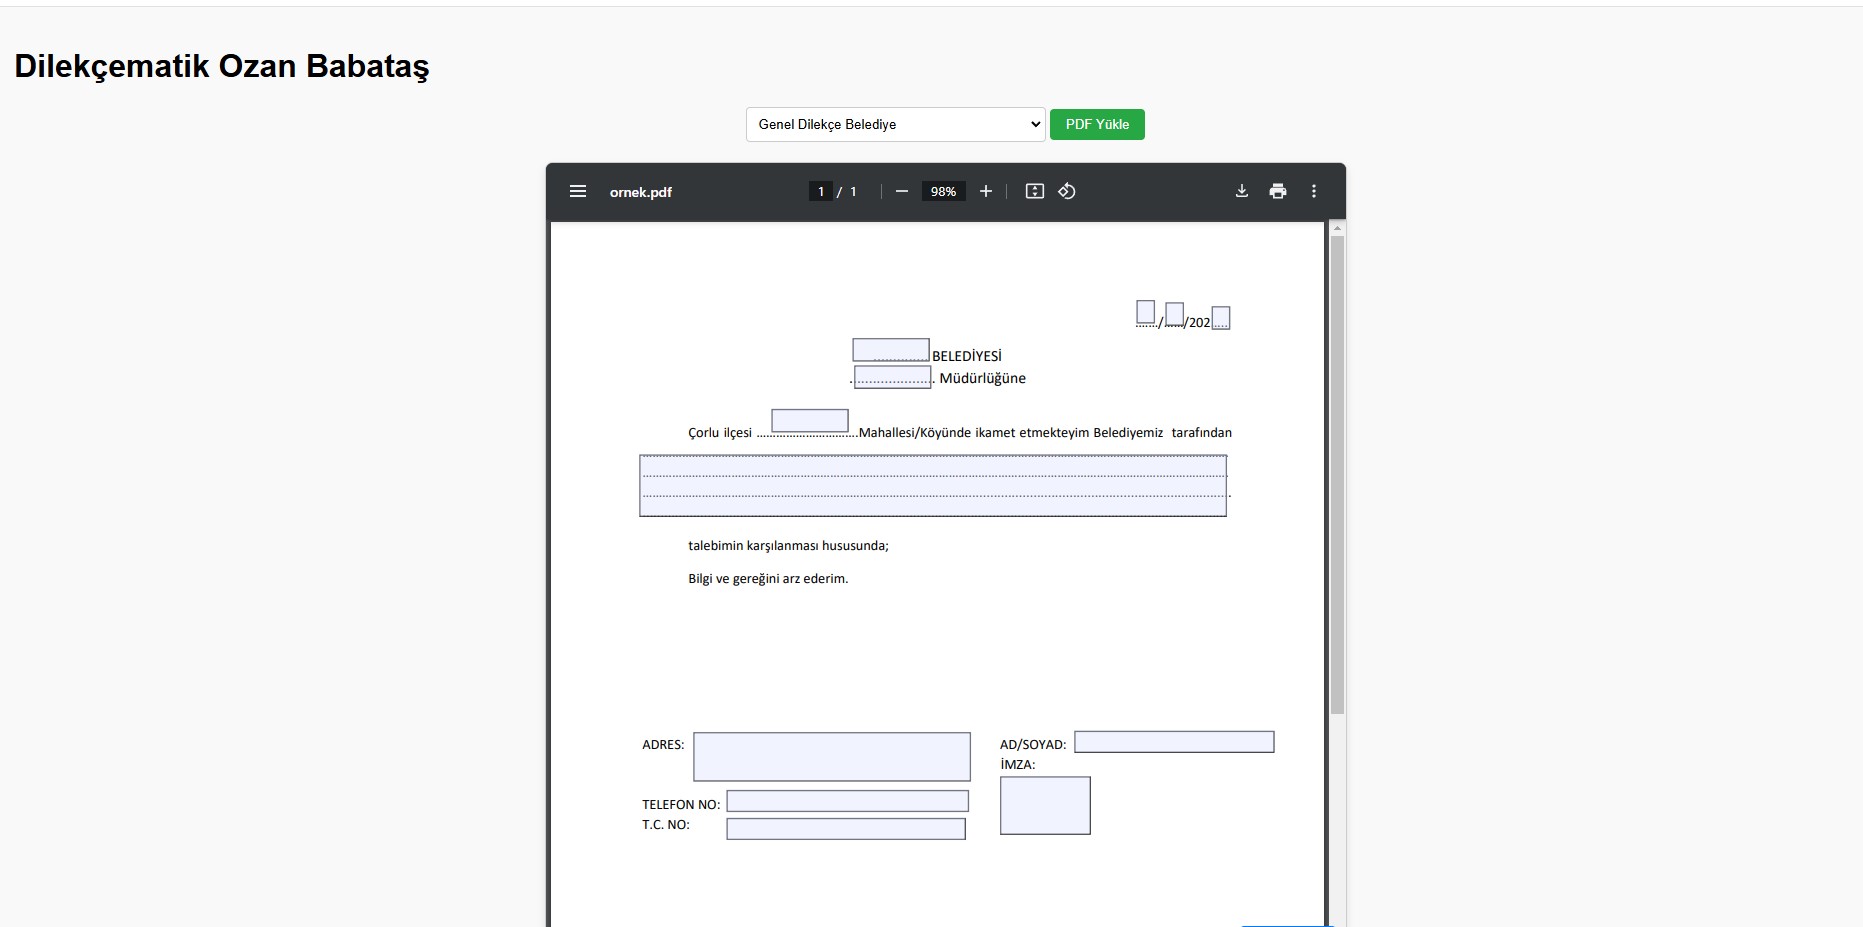 Dilekçematik Ozan Babataş
Genel Dilekçe Belediye
PDF Yükle
ornek.pdf
1 / 1
98%
......./....../202....
............... BELEDİYESİ
...................... Müdürlüğüne
Çorlu ilçesi ................................Mahallesi/Köyünde ikamet etmekteyim Belediyemiz tarafından
talebimin karşılanması hususunda;
Bilgi ve gereğini arz ederim.
ADRES:
AD/SOYAD:
İMZA:
TELEFON NO:
T.C. NO: